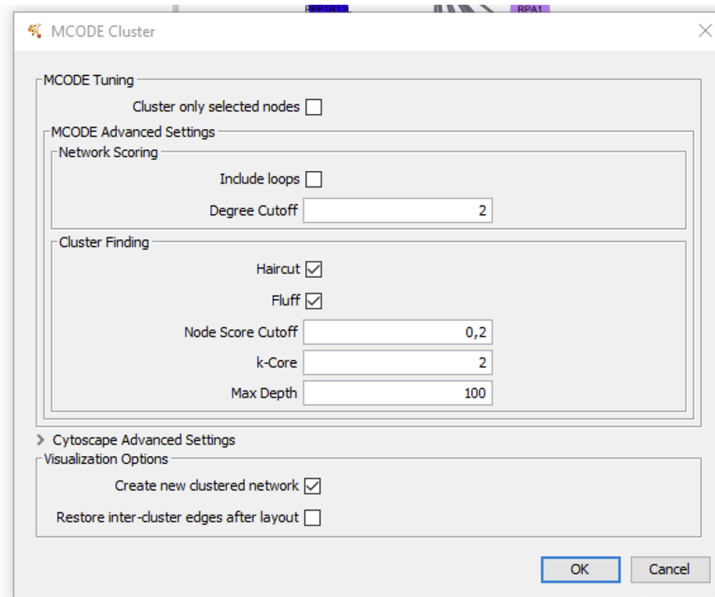 RPA1
MCODE Cluster
MCODE Tuning
Cluster only selected nodes
MCODE Advanced Settings
Network Scoring
Include loops
Degree Cutoff 2
Cluster Finding
Haircut
Fluff
Node Score Cutoff 0,2
k-Core 2
Max Depth 100
Cytoscape Advanced Settings
Visualization Options
Create new clustered network
Restore inter-cluster edges after layout
OK Cancel